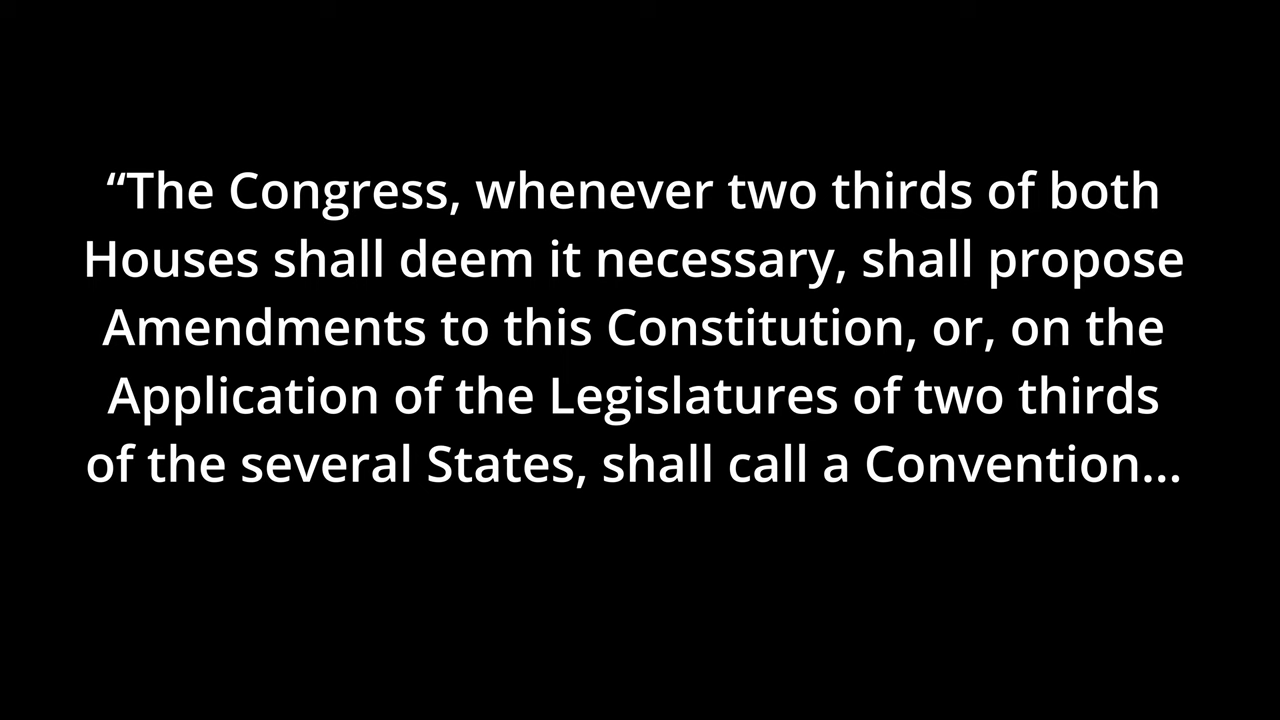 “The Congress, whenever two thirds of both
Houses shall deem it necessary, shall propose
Amendments to this Constitution, or, on the
Application of the Legislatures of two thirds
of the several States, shall call a Convention...